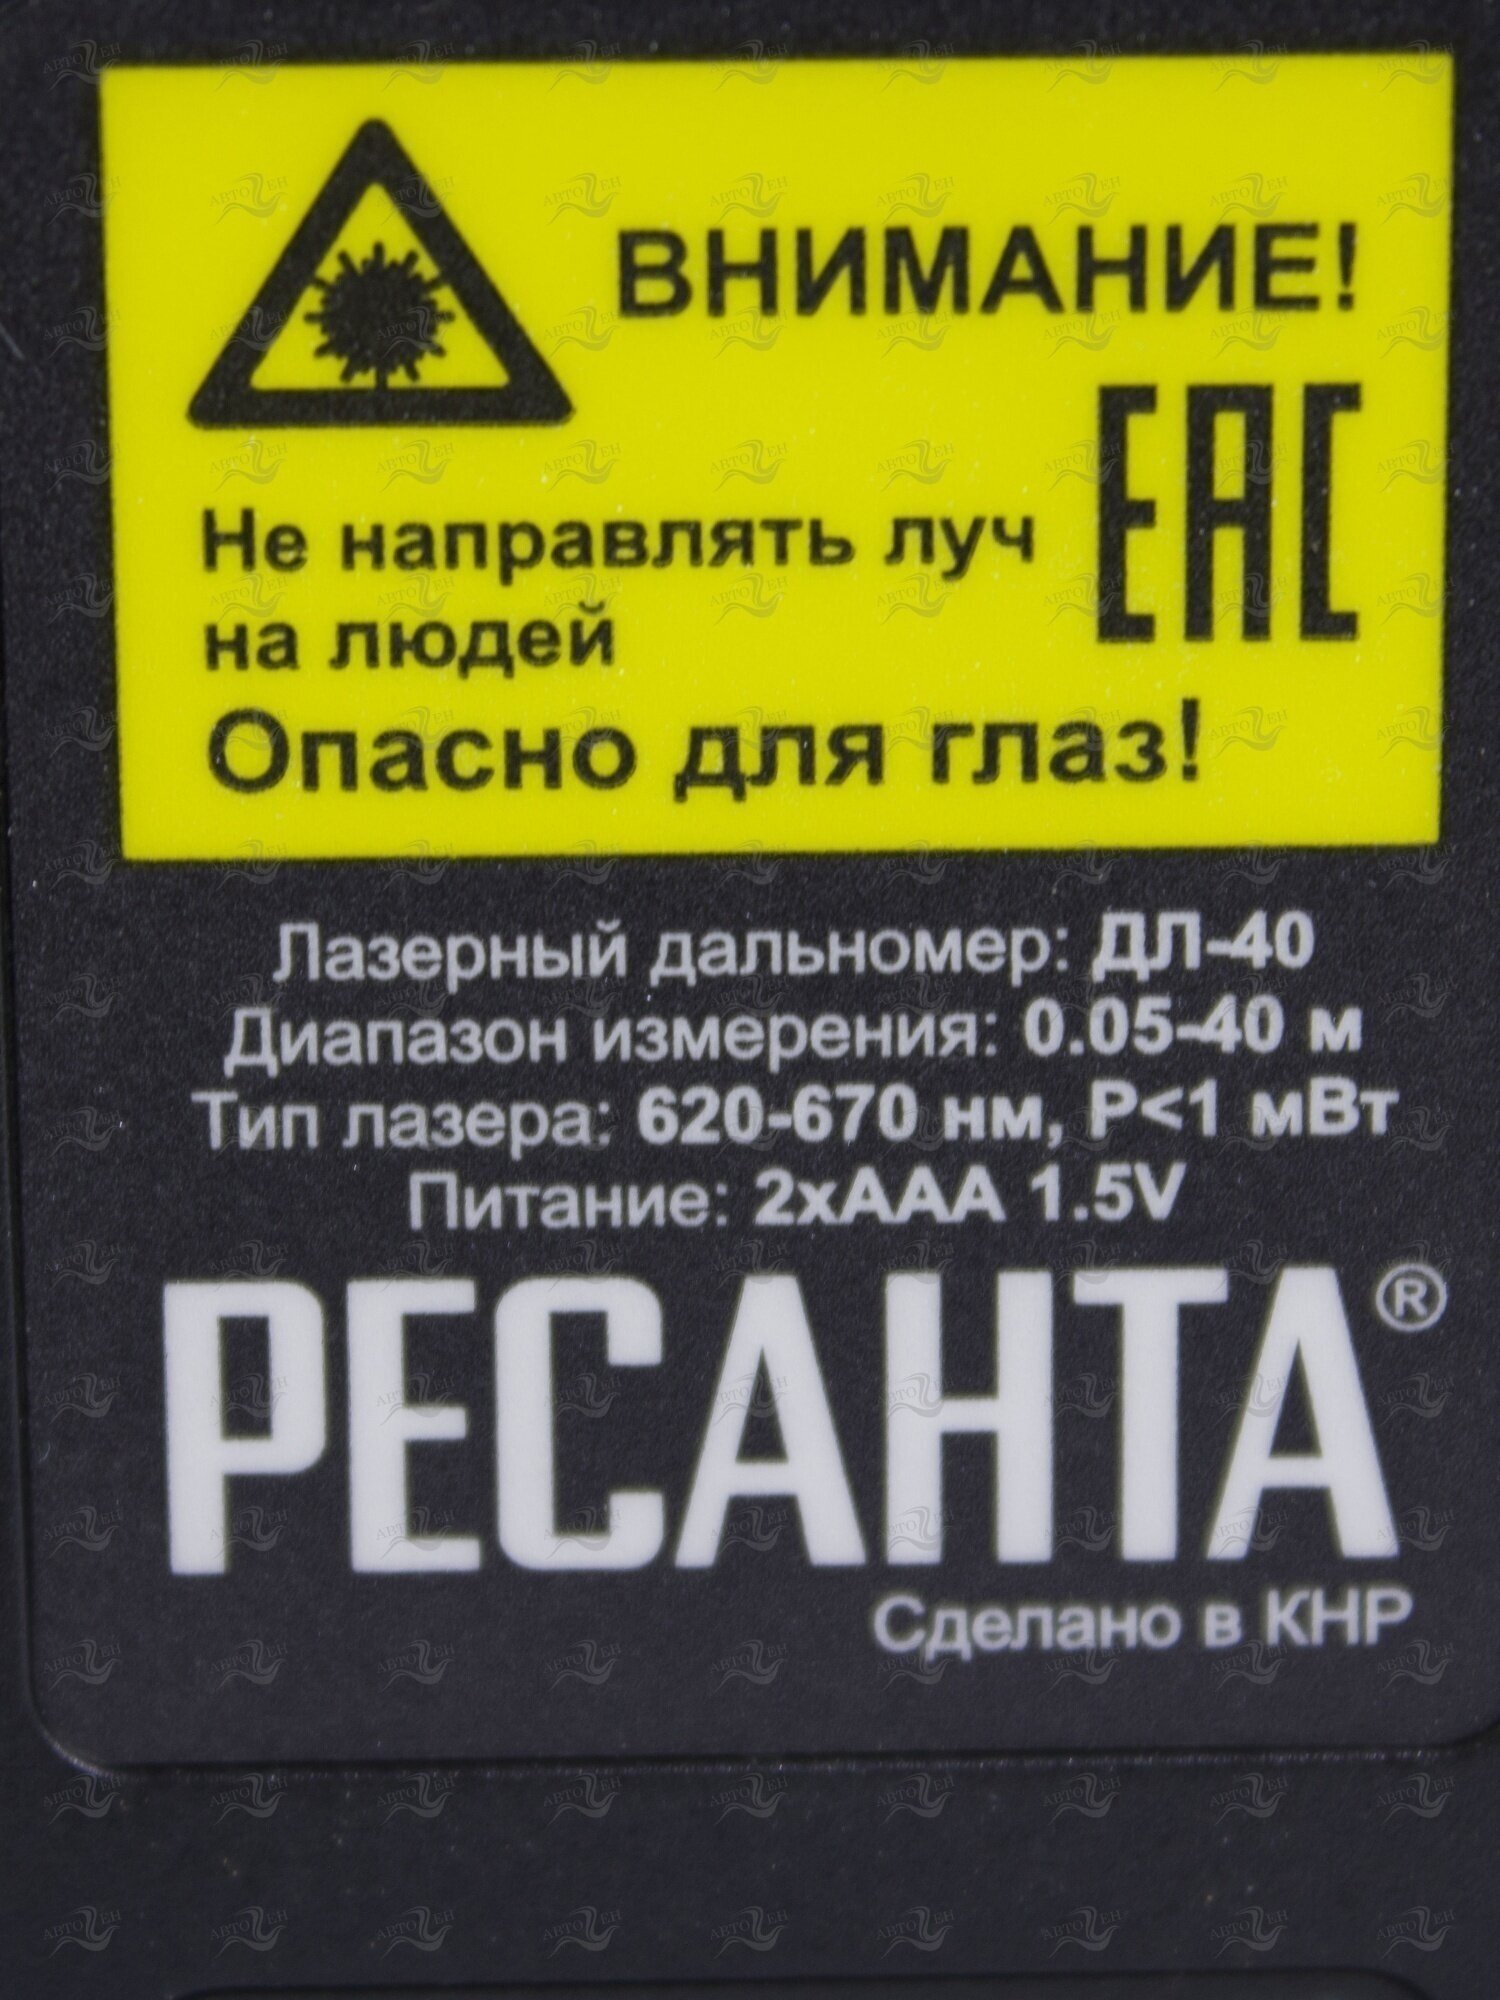 ВНИМАНИЕ!
ЕАС
Не направлять луч
на людей
Опасно для глаз!
Лазерный дальномер: ДЛ-40
Диапазон измерения: 0.05-40 м
Тип лазера: 620-670 нм, P<1 мВт
Питание: 2xAAA 1.5V
РЕСАНТА®
Сделано в КНР